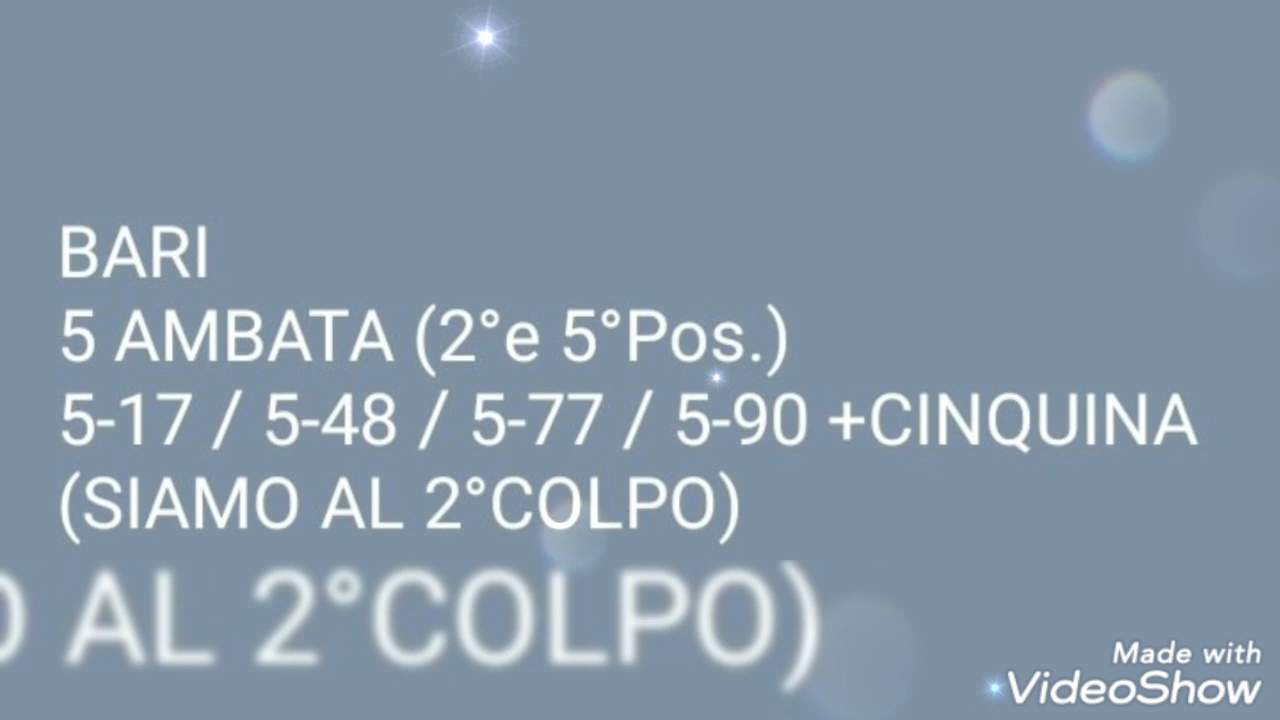 BARI
5 AMBATA (2°e 5°Pos.)
5-17 / 5-48 / 5-77 / 5-90 +CINQUINA
(SIAMO AL 2°COLPO)
O AL 2°COLPO)
Made with
VideoShow